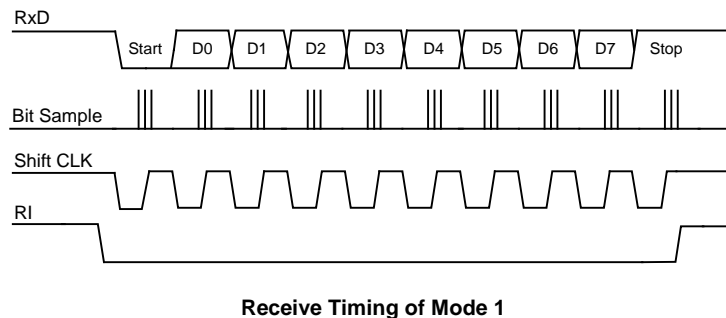 RxD
Start D0 D1 D2 D3 D4 D5 D6 D7 Stop
Bit Sample
Shift CLK
RI
Receive Timing of Mode 1